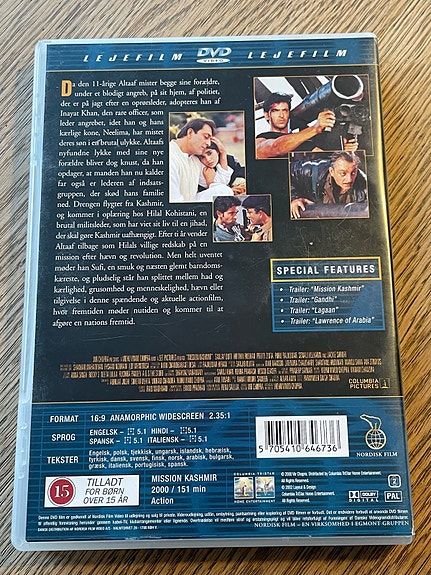 LEJEFILM DVD VIDEO LEJEFILM
Da den 11-årige Altaaf mister begge sine forældre,
under et blodigt angreb, på sit hjem, af politiet,
der er på jagt efter en oprørsleder, adopteres han af
Inayat Khan, den rare officer, som
leder angrebet, idet han og hans
kærlige kone, Neelima, har mistet
deres søn i en brutal ulykke. Altaafs
nyfundne lykke med sine nye
forældre bliver dog knust, da han
opdager, at manden han nu kalder
far også er lederen af indsats-
gruppen, der skød hans familie
ned. Drengen flygter fra Kashmir,
og kommer i oplæring hos Hilal Kohistani, en
brutal militsleder, som har viet sit liv til en jihad,
der skal gøre Kashmir uafhængigt. Efter ti år vender
Altaaf tilbage som Hilals villige redskab på en
mission efter hævn og revolution. Men helt uventet
møder han Sufi, en smuk og næsten glemt barndoms-
kæreste, og pludselig står han splittet mellem had og
kærlighed, grusomhed og menneskelighed, hævn eller
tilgivelse i denne spændende og aktuelle actionfilm,
hvor fremtiden møder nutiden og kommer til at
afgøre en nations fremtid.
SPECIAL FEATURES
• Trailer: "Mission Kashmir"
• Trailer: "Gandhi"
• Trailer: "Lagaan"
• Trailer: "Lawrence of Arabia"
COLUMBIA
PICTURES
FORMAT 16:9 ANAMORPHIC WIDESCREEN 2.35:1
SPROG ENGELSK - 5.1 HINDI - 5.1
SPANSK - 5.1 ITALIENSK - 5.1
TEKSTER Engelsk, polsk, tjekkisk, ungarsk, islandsk, hebraisk,
tyrkisk, dansk, svensk, finsk, norsk, arabisk, bulgarsk,
græsk, italiensk, portugisisk, spansk.
5 705410 646736
NORDISK FILM
15
TILLADT
FOR BØRN
OVER 15 ÅR
MISSION KASHMIR
2000 / 151 min
Action
COLUMBIA TRISTAR
HOME ENTERTAINMENT
DOLBY
DIGITAL
2
PAL
NORDISK FILM - EN VIRKSOMHED I EGMONT GRUPPEN